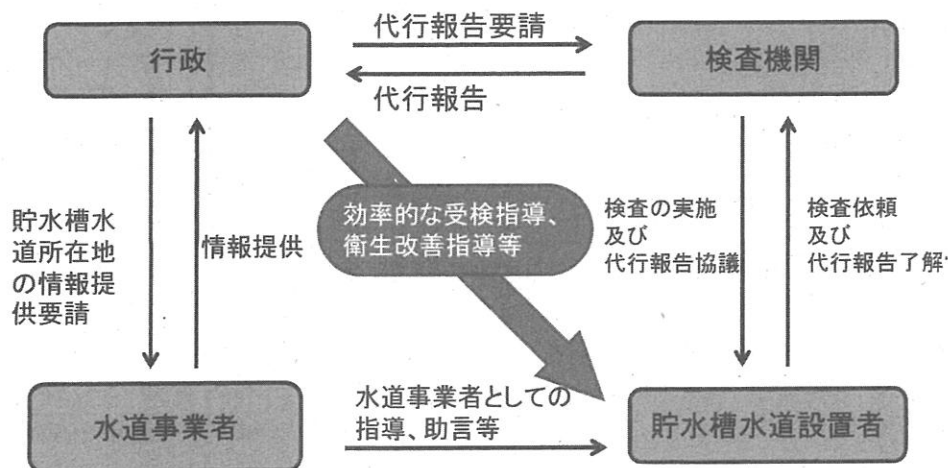 代行報告要請
行政
検査機関
代行報告
貯水槽水
道所在地
の情報提
供要請
情報提供
効率的な受検指導、
衛生改善指導等
検査の実施
及び
代行報告協議
検査依頼
及び
代行報告了解
水道事業者
水道事業者としての
指導、助言等
貯水槽水道設置者